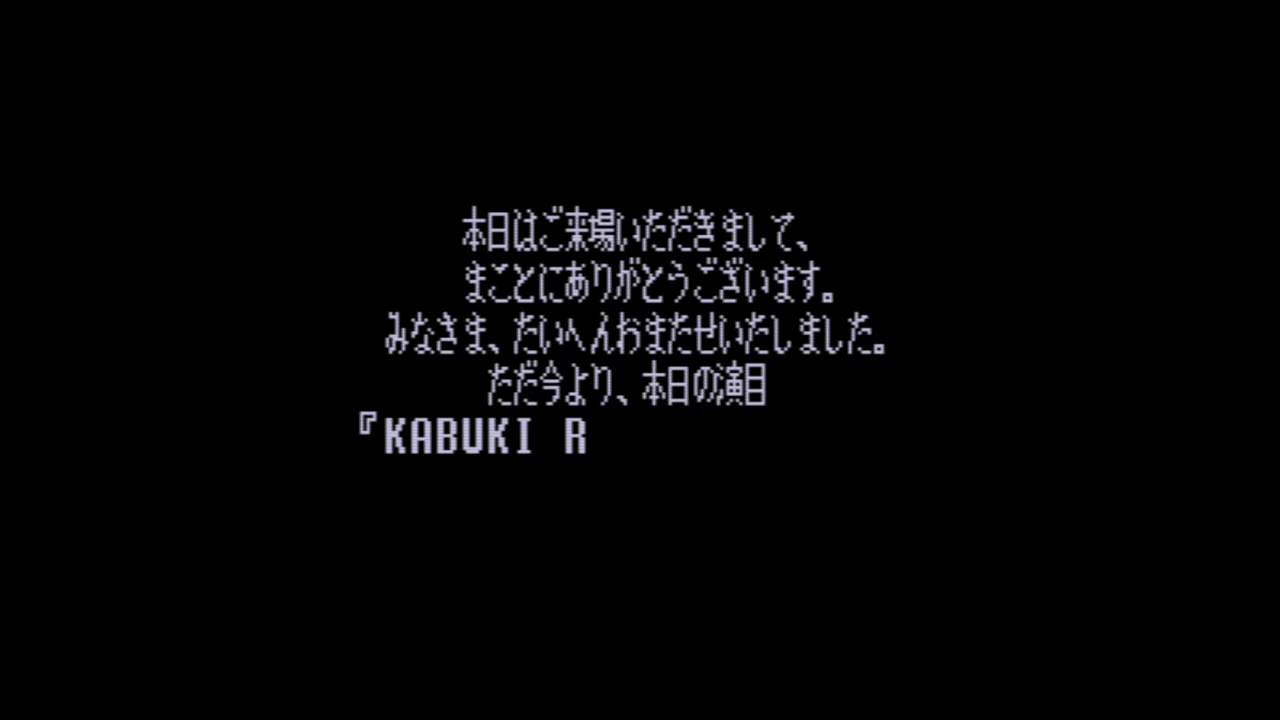 本日はご来場いただきまして、
まことにありがとうございます。
みなさま、たいへんおまたせいたしました。
ただ今より、本日の演目
『KABUKI R